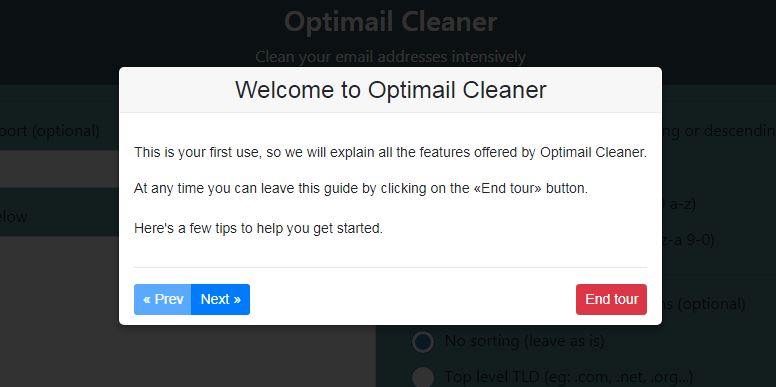 Optimail Cleaner
Clean your email addresses intensively
Welcome to Optimail Cleaner
port (optional)
ng or descendin
This is your first use, so we will explain all the features offered by Optimail Cleaner.
At any time you can leave this guide by clicking on the «End tour» button.
a-z)
elow
Here's a few tips to help you get started.
z-a 9-0)
« Prev
Next »
End tour
s (optional)
No sorting (leave as is)
Top level TLD (eg: .com, .net, .org..)